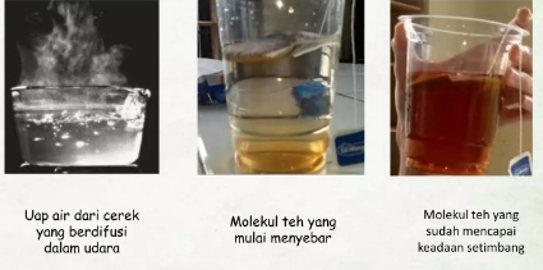 Uap air dari cerek
yang berdifusi
dalam udara
Molekul teh yang
mulai menyebar
Molekul teh yang
sudah mencapai
keadaan setimbang